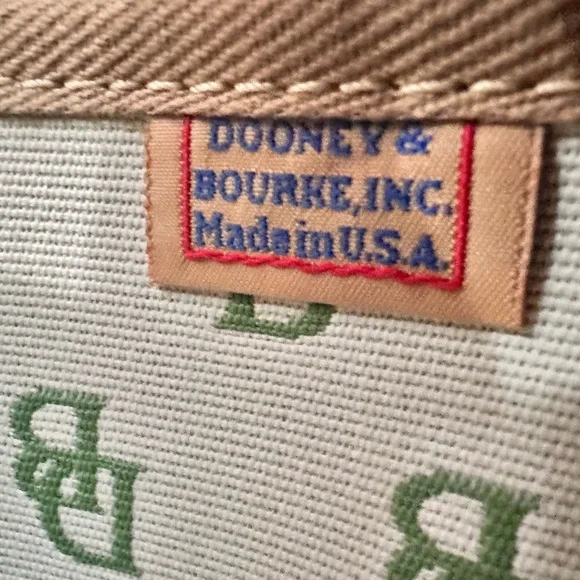 DOONEY &
BOURKE, INC.
Made in U.S.A.